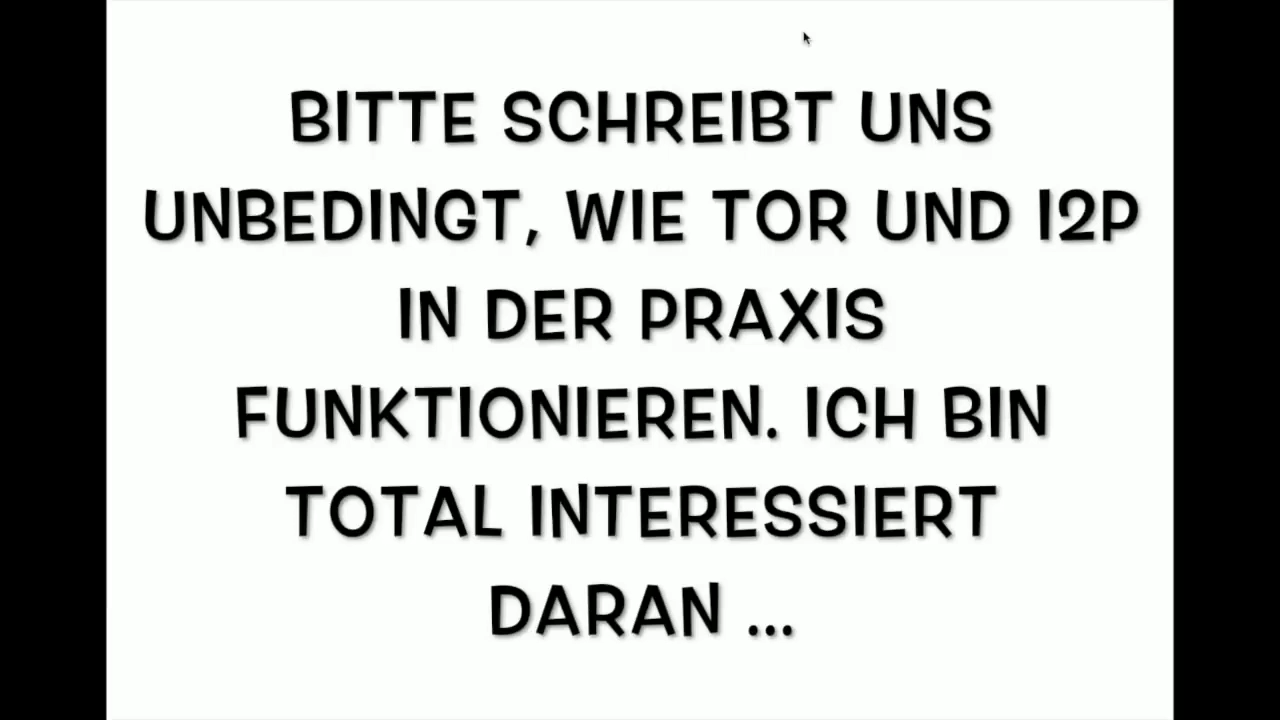 BITTE SCHREIBT UNS
UNBEDINGT, WIE TOR UND I2P
IN DER PRAXIS
FUNKTIONIEREN. ICH BIN
TOTAL INTERESSIERT
DARAN ...